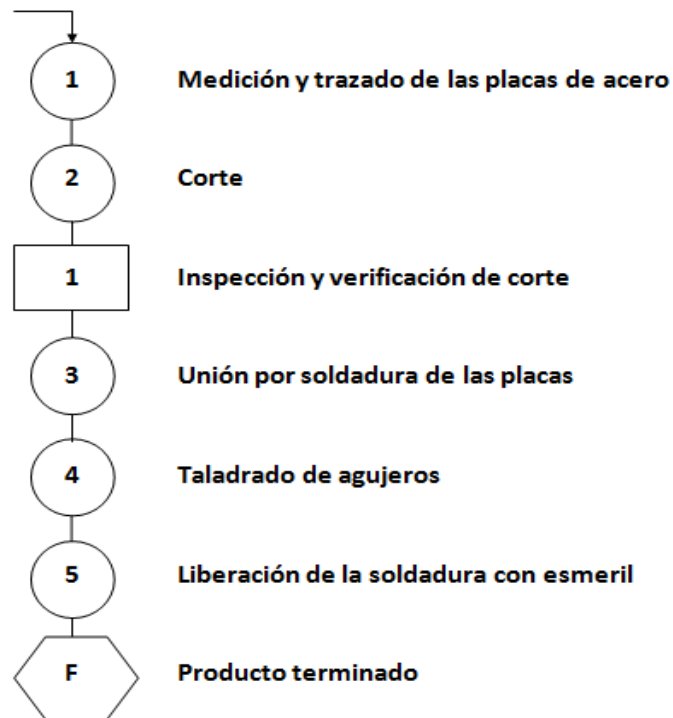 1 Medición y trazado de las placas de acero
2 Corte
1 Inspección y verificación de corte
3 Unión por soldadura de las placas
4 Taladrado de agujeros
5 Liberación de la soldadura con esmeril
F Producto terminado